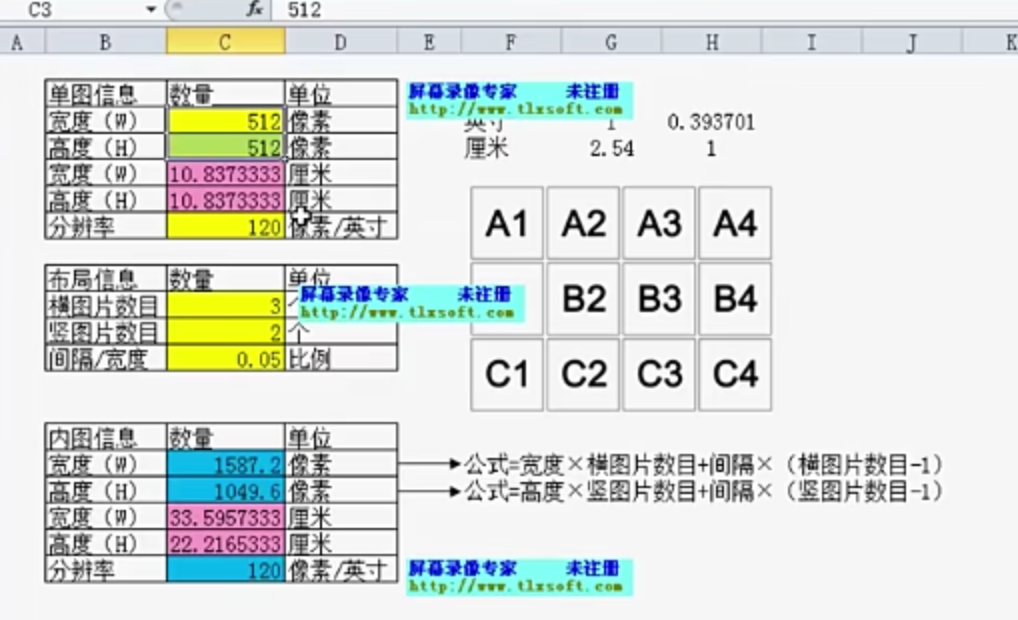 C3 fx 512
A B C D E F G H I J K
单图信息 数量 单位
宽度（W） 512 像素
高度（H） 512 像素
宽度（W） 10.8373333 厘米
高度（H） 10.8373333 厘米
分辨率 120 像素/英寸
屏幕录像专家 未注册
http://www.tlxsoft.com
英寸 1 0.393701
厘米 2.54 1
A1 A2 A3 A4
B2 B3 B4
C1 C2 C3 C4
布局信息 数量 单位
横图片数目 3 个
竖图片数目 2 个
间隔/宽度 0.05 比例
屏幕录像专家 未注册
http://www.tlxsoft.com
内图信息 数量 单位
宽度（W） 1587.2 像素 公式=宽度×横图片数目+间隔×（横图片数目-1）
高度（H） 1049.6 像素 公式=高度×竖图片数目+间隔×（竖图片数目-1）
宽度（W） 33.5957333 厘米
高度（H） 22.2165333 厘米
分辨率 120 像素/英寸
屏幕录像专家 未注册
http://www.tlxsoft.com